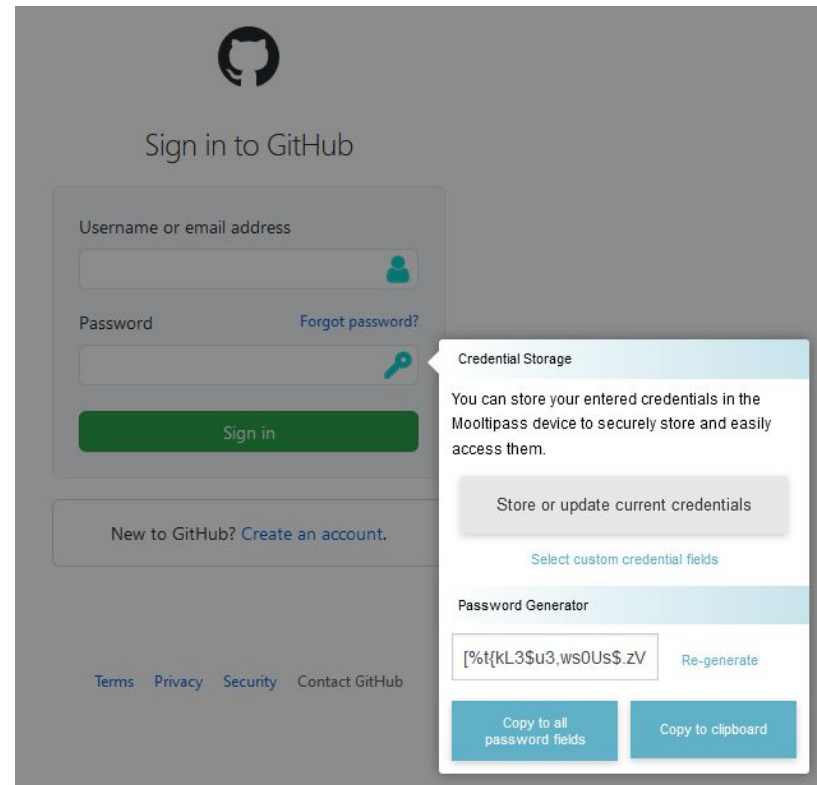 Sign in to GitHub
Username or email address
Password Forgot password?
Sign in
New to GitHub? Create an account.
Terms Privacy Security Contact GitHub
Credential Storage
You can store your entered credentials in the
Mooltipass device to securely store and easily
access them.
Store or update current credentials
Select custom credential fields
Password Generator
[%t{kL3$u3,ws0Us$.zV Re-generate
Copy to all
password fields
Copy to clipboard